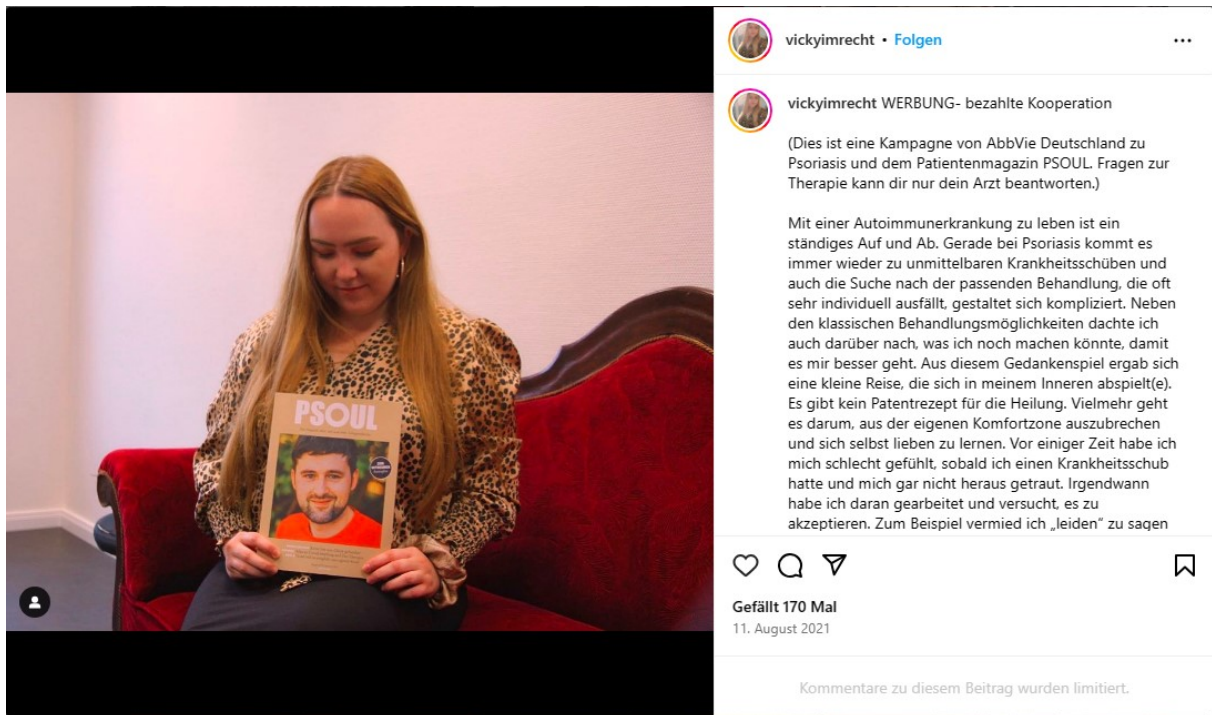 vickyimrecht • Folgen
vickyimrecht WERBUNG- bezahlte Kooperation
(Dies ist eine Kampagne von AbbVie Deutschland zu
Psoriasis und dem Patientenmagazin PSOUL. Fragen zur
Therapie kann dir nur dein Arzt beantworten.)
Mit einer Autoimmunerkrankung zu leben ist ein
ständiges Auf und Ab. Gerade bei Psoriasis kommt es
immer wieder zu unmittelbaren Krankheitsschüben und
auch die Suche nach der passenden Behandlung, die oft
sehr individuell ausfällt, gestaltet sich kompliziert. Neben
den klassischen Behandlungsmöglichkeiten dachte ich
auch darüber nach, was ich noch machen könnte, damit
es mir besser geht. Aus diesem Gedankenspiel ergab sich
eine kleine Reise, die sich in meinem Inneren abspielt(e).
Es gibt kein Patentrezept für die Heilung. Vielmehr geht
es darum, aus der eigenen Komfortzone auszubrechen
und sich selbst lieben zu lernen. Vor einiger Zeit habe ich
mich schlecht gefühlt, sobald ich einen Krankheitsschub
hatte und mich gar nicht heraus getraut. Irgendwann
habe ich daran gearbeitet und versucht, es zu
akzeptieren. Zum Beispiel vermied ich „leiden“ zu sagen
Gefällt 170 Mal
11. August 2021
Kommentare zu diesem Beitrag wurden limitiert.
PSOUL